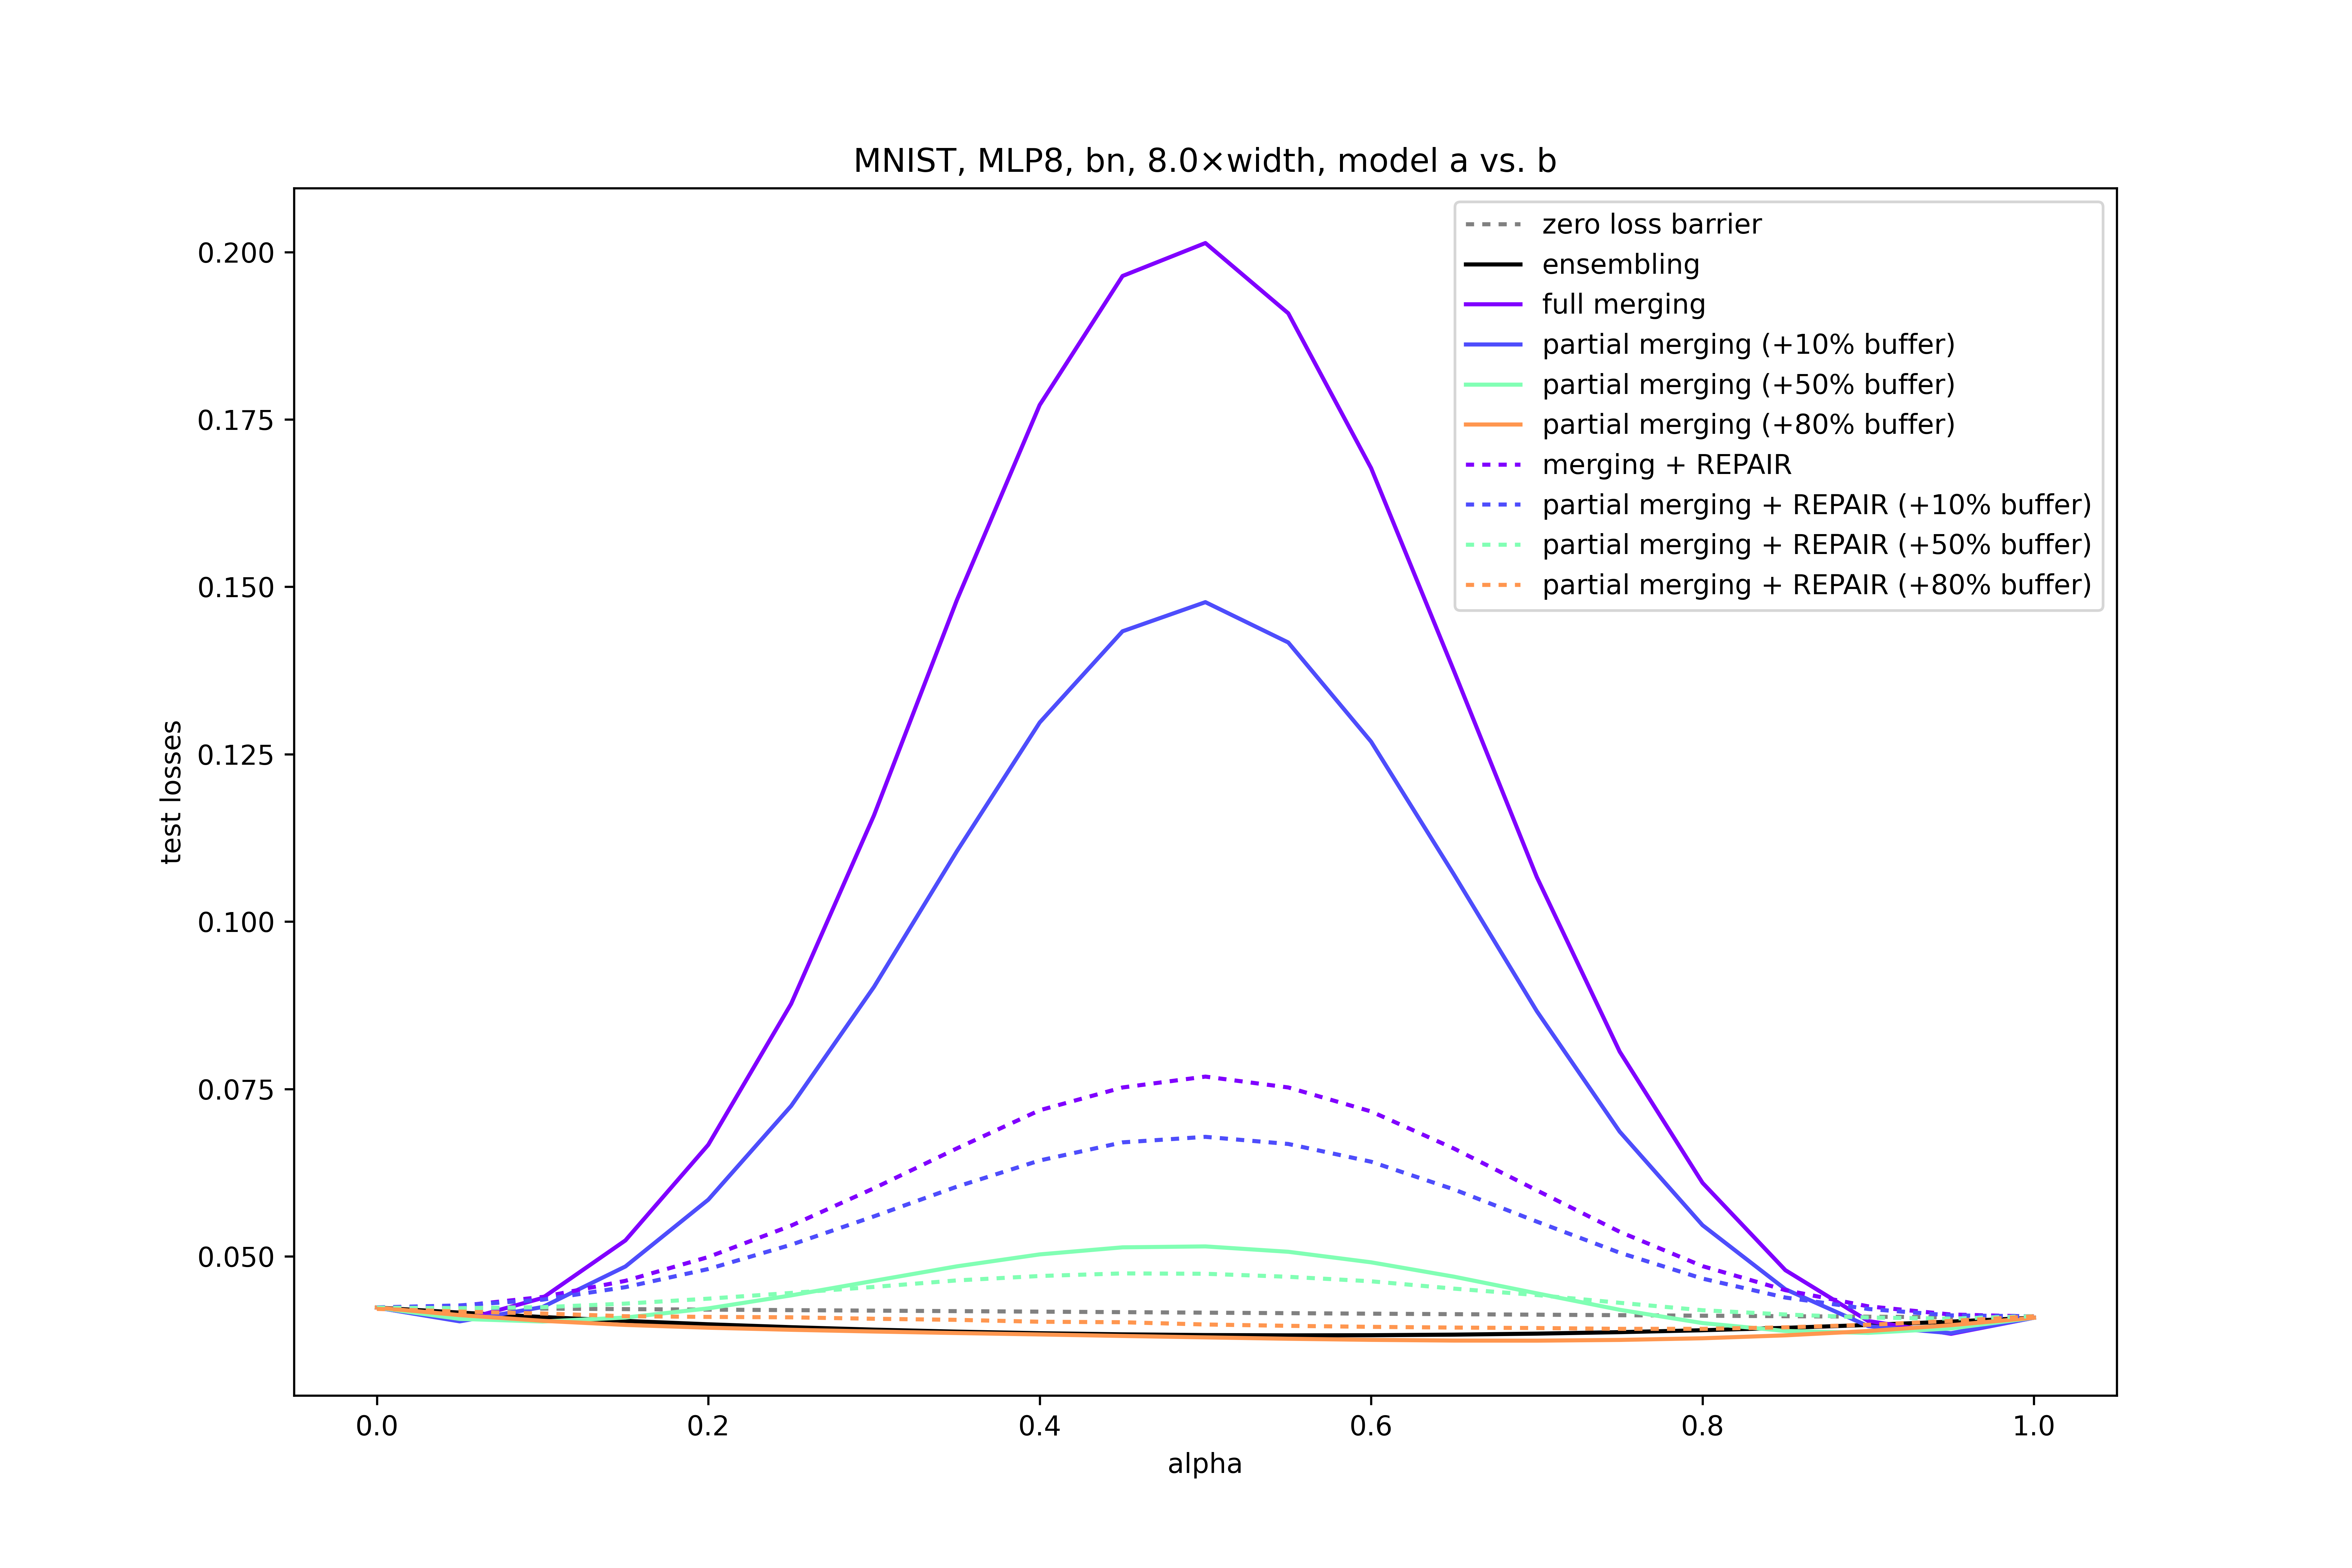 MNIST, MLP8, bn, 8.0×width, model a vs. b
zero loss barrier
ensembling
full merging
partial merging (+10% buffer)
partial merging (+50% buffer)
partial merging (+80% buffer)
merging + REPAIR
partial merging + REPAIR (+10% buffer)
partial merging + REPAIR (+50% buffer)
partial merging + REPAIR (+80% buffer)
0.200
0.175
0.150
0.125
0.100
0.075
0.050
test losses
0.0 0.2 0.4 0.6 0.8 1.0
alpha